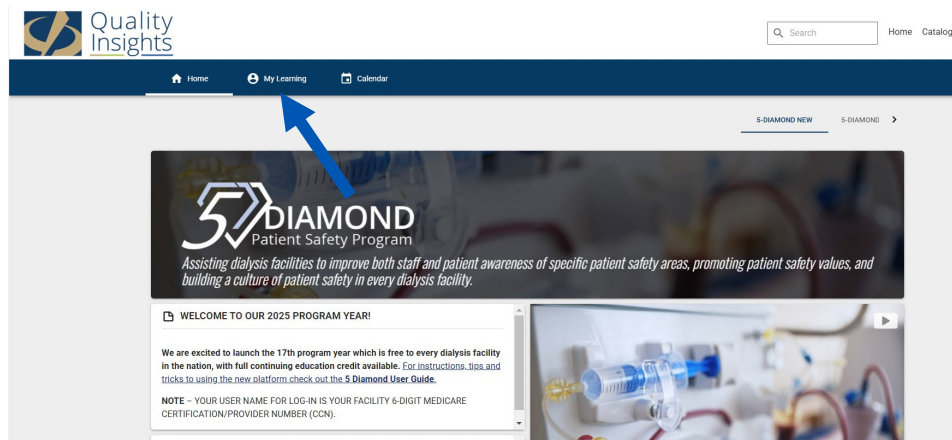 Quality
Insights
Search
Home Catalog
Home My Learning Calendar
5-DIAMOND NEW 5-DIAMOND
5 DIAMOND
Patient Safety Program
Assisting dialysis facilities to improve both staff and patient awareness of specific patient safety areas, promoting patient safety values, and
building a culture of patient safety in every dialysis facility.
WELCOME TO OUR 2025 PROGRAM YEAR!
We are excited to launch the 17th program year which is free to every dialysis facility
in the nation, with full continuing education credit available. For instructions, tips and
tricks to using the new platform check out the 5 Diamond User Guide.
NOTE – YOUR USER NAME FOR LOG-IN IS YOUR FACILITY 6-DIGIT MEDICARE
CERTIFICATION/PROVIDER NUMBER (CCN).